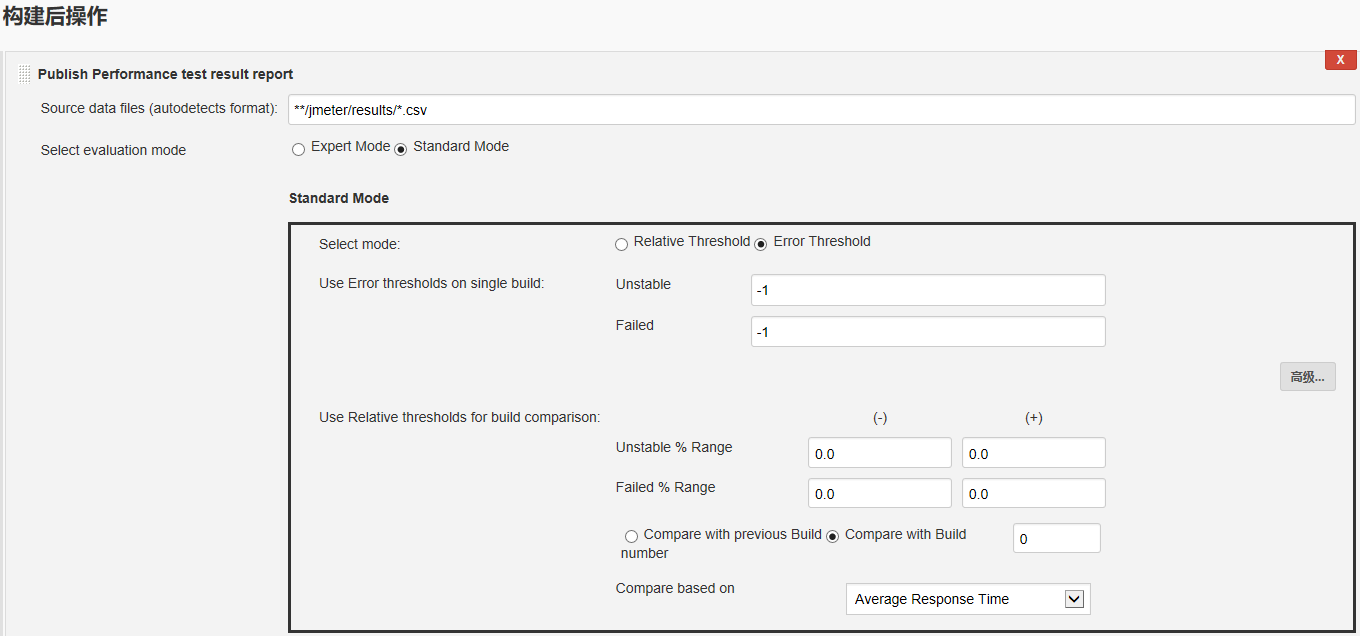 构建后操作
X
Publish Performance test result report
Source data files (autodetects format): **/jmeter/results/*.csv
Select evaluation mode Expert Mode Standard Mode
Standard Mode
Select mode: Relative Threshold Error Threshold
Use Error thresholds on single build: Unstable -1
Failed -1
高级...
Use Relative thresholds for build comparison: (-) (+)
Unstable % Range 0.0 0.0
Failed % Range 0.0 0.0
Compare with previous Build Compare with Build 0
number
Compare based on Average Response Time